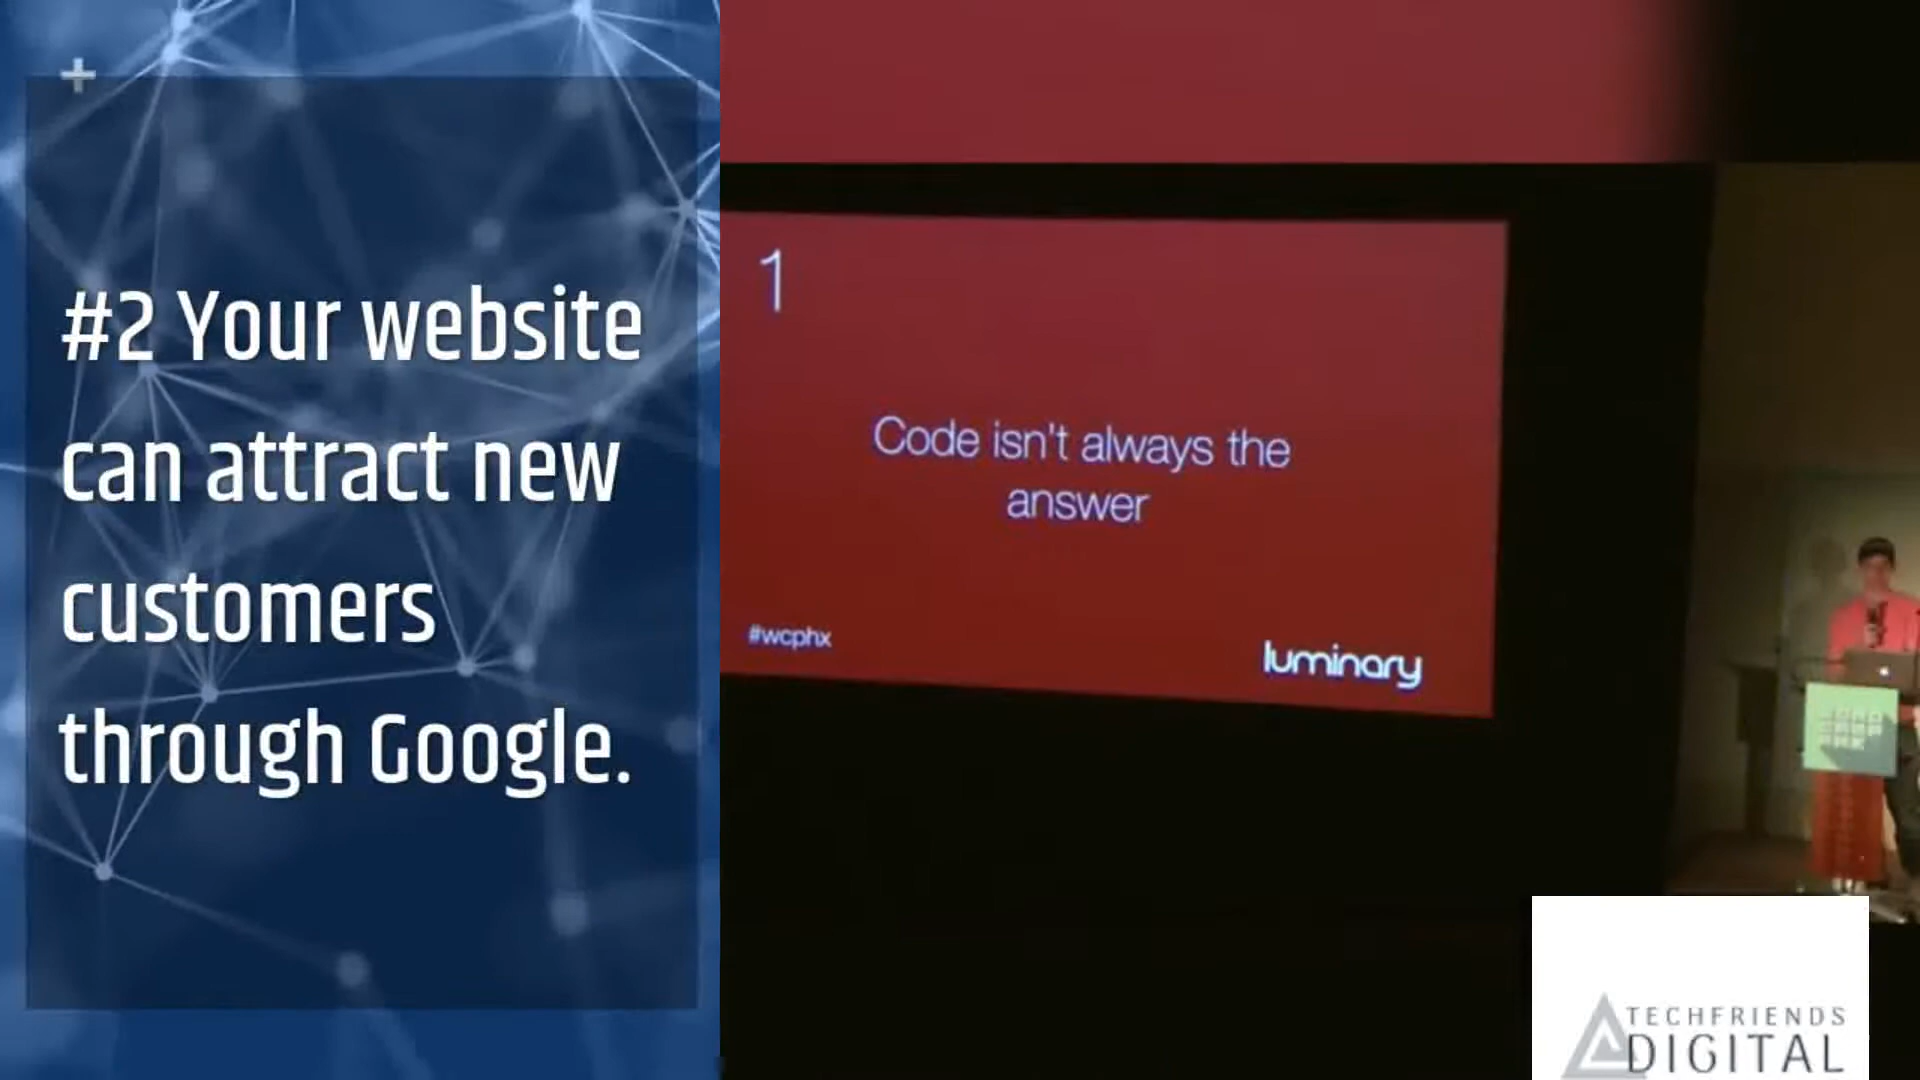 #2 Your website
can attract new
customers
through Google.
1
Code isn't always the
answer
#wcphx
luminary
TECHFRIENDS
DIGITAL